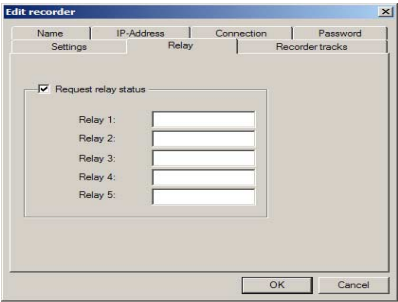 Edit recorder
Name IP-Address Connection Password
Settings Relay Recorder tracks
Request relay status
Relay 1:
Relay 2:
Relay 3:
Relay 4:
Relay 5:
OK Cancel